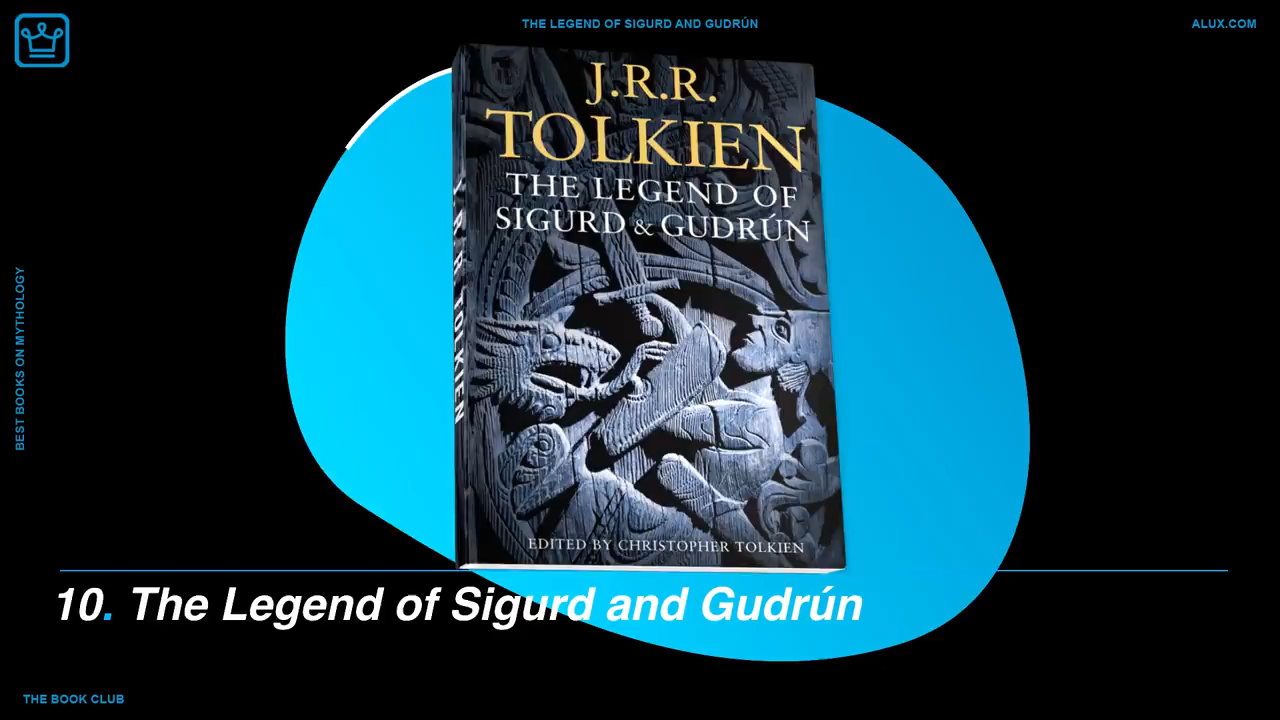 THE LEGEND OF SIGURD AND GUDRÚN
ALUX.COM
J.R.R.
TOLKIEN
THE LEGEND OF
SIGURD & GUDRÚN
J.R.R. TOLKIEN
EDITED BY CHRISTOPHER TOLKIEN
BEST BOOKS ON MYTHOLOGY
10. The Legend of Sigurd and Gudrún
THE BOOK CLUB